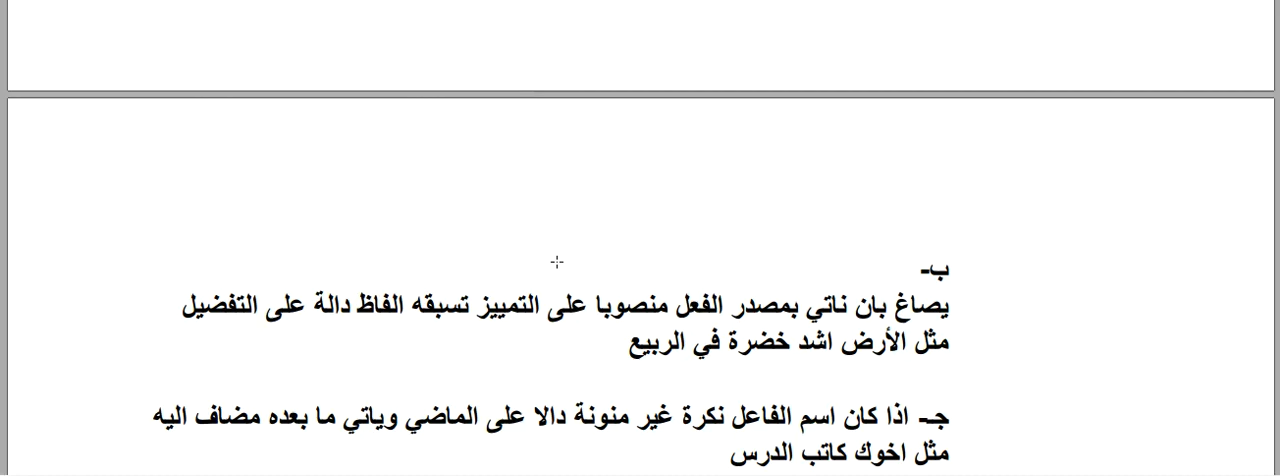 ب-
يصاغ بان ناتي بمصدر الفعل منصوبا على التمييز تسبقه الفاظ دالة على التفضيل
مثل الأرض اشد خضرة في الربيع
جـ- اذا كان اسم الفاعل نكرة غير منونة دالا على الماضي وياتي ما بعده مضاف اليه
مثل اخوك كاتب الدرس